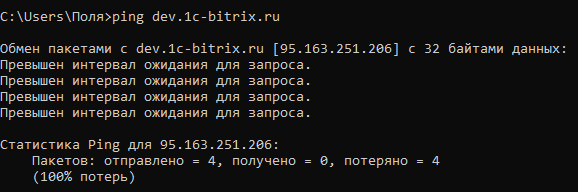 C:\Users\Поля>ping dev.1c-bitrix.ru
Обмен пакетами с dev.1c-bitrix.ru [95.163.251.206] с 32 байтами данных:
Превышен интервал ожидания для запроса.
Превышен интервал ожидания для запроса.
Превышен интервал ожидания для запроса.
Превышен интервал ожидания для запроса.
Статистика Ping для 95.163.251.206:
Пакетов: отправлено = 4, получено = 0, потеряно = 4
(100% потерь)